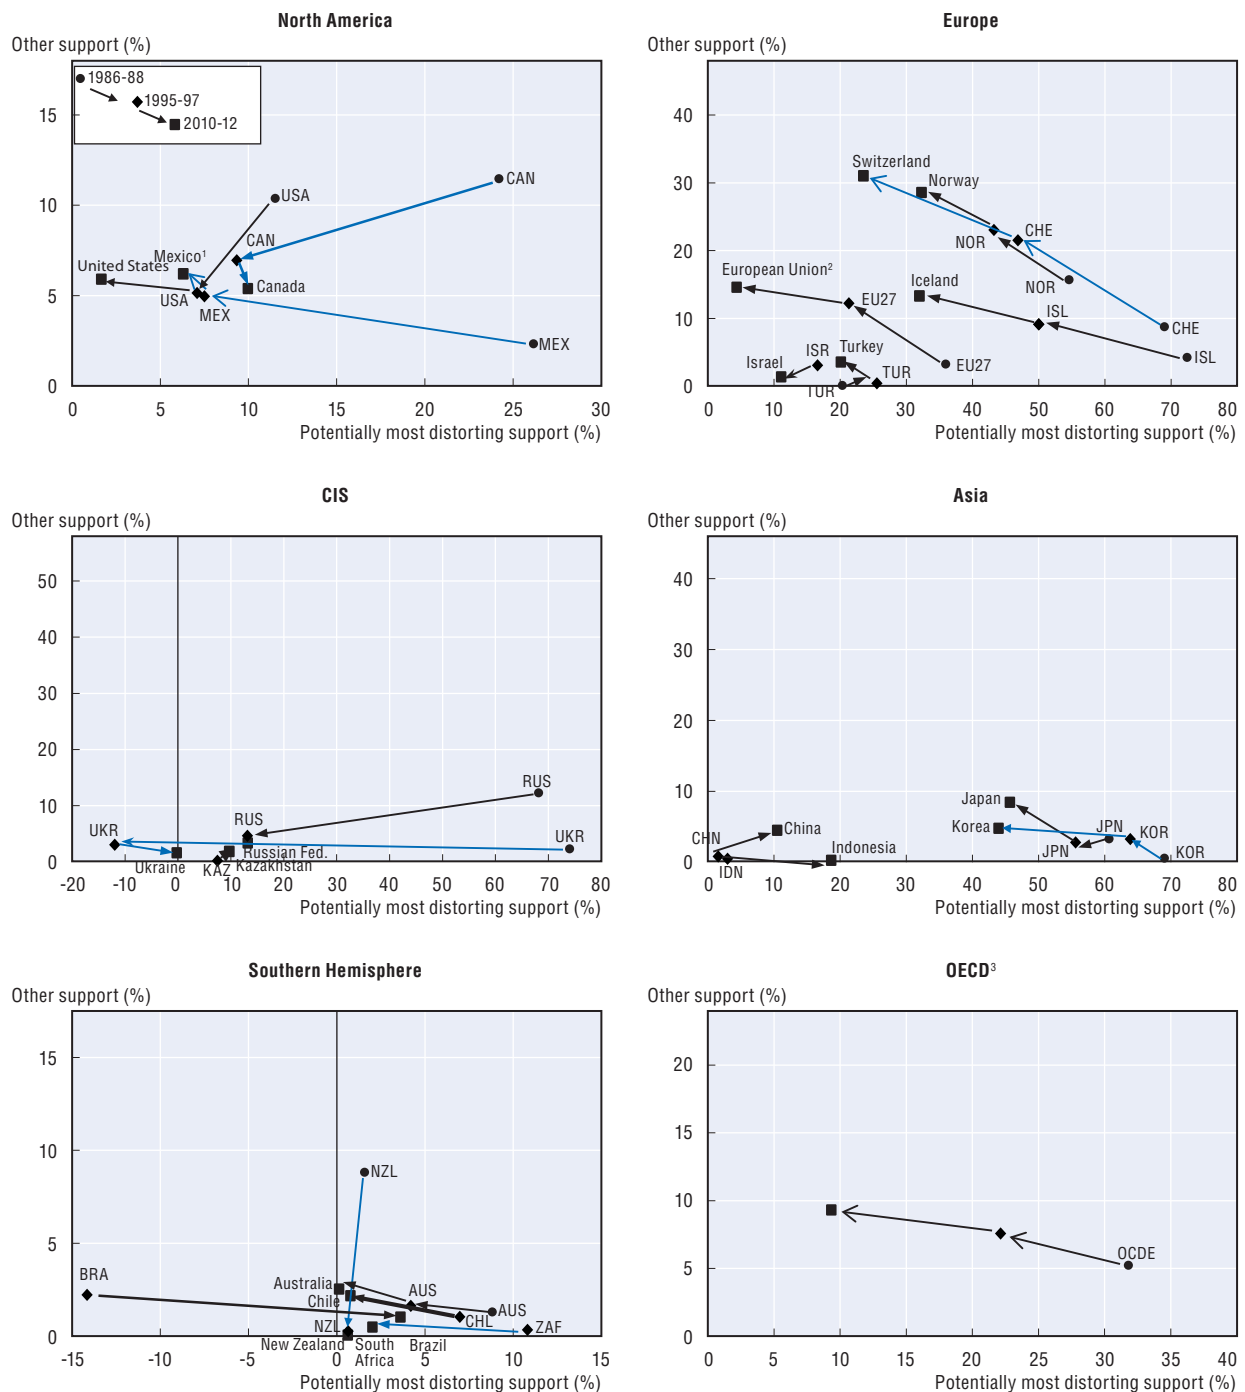 North America
Other support (%)
1986-88
1995-97
2010-12
15
10
5
0
USA
CAN
CAN
Mexico¹
United States
USA
MEX
Canada
MEX
0 5 10 15 20 25 30
Potentially most distorting support (%)
Europe
Other support (%)
40
30
20
10
0
Switzerland
Norway
CHE
NOR
European Union²
Iceland
NOR
EU27
ISL
CHE
ISL
Israel
ISR
Turkey
EU27
TUR
TUR
0 10 20 30 40 50 60 70 80
Potentially most distorting support (%)
CIS
Other support (%)
50
40
30
20
10
0
RUS
RUS
UKR
UKR
Ukraine
KAZ
Russian Fed.
Kazakhstan
-20 -10 0 10 20 30 40 50 60 70 80
Potentially most distorting support (%)
Asia
Other support (%)
40
30
20
10
0
Japan
Korea
China
JPN
KOR
CHN
Indonesia
JPN
KOR
IDN
0 10 20 30 40 50 60 70 80
Potentially most distorting support (%)
Southern Hemisphere
Other support (%)
15
10
5
0
NZL
BRA
Australia
AUS
Chile
AUS
NZL
CHL
ZAF
New Zealand
South
Africa
Brazil
-15 -10 -5 0 5 10 15
Potentially most distorting support (%)
OECD³
Other support (%)
20
15
10
5
0
OCDE
0 5 10 15 20 25 30 35 40
Potentially most distorting support (%)